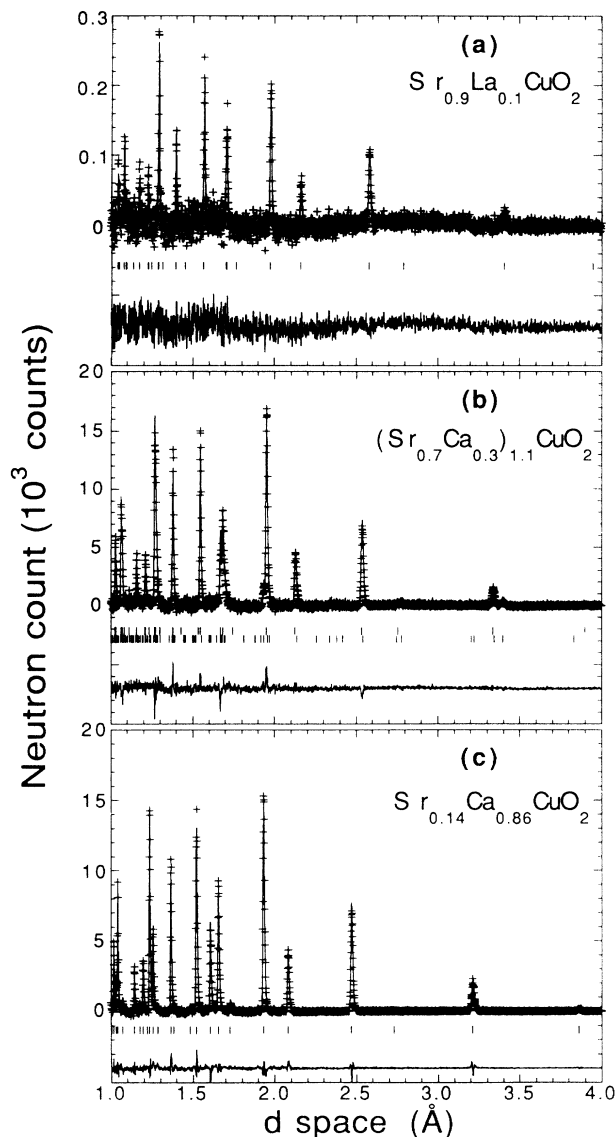 Neutron count (10³ counts)
0.3
0.2
0.1
0
(a)
Sr₀.₉La₀.₁CuO₂
20
15
10
5
0
(b)
(Sr₀.₇Ca₀.₃)₁.₁CuO₂
20
15
10
5
0
(c)
Sr₀.₁₄Ca₀.₈₆CuO₂
1.0 1.5 2.0 2.5 3.0 3.5 4.0
d space (Å)